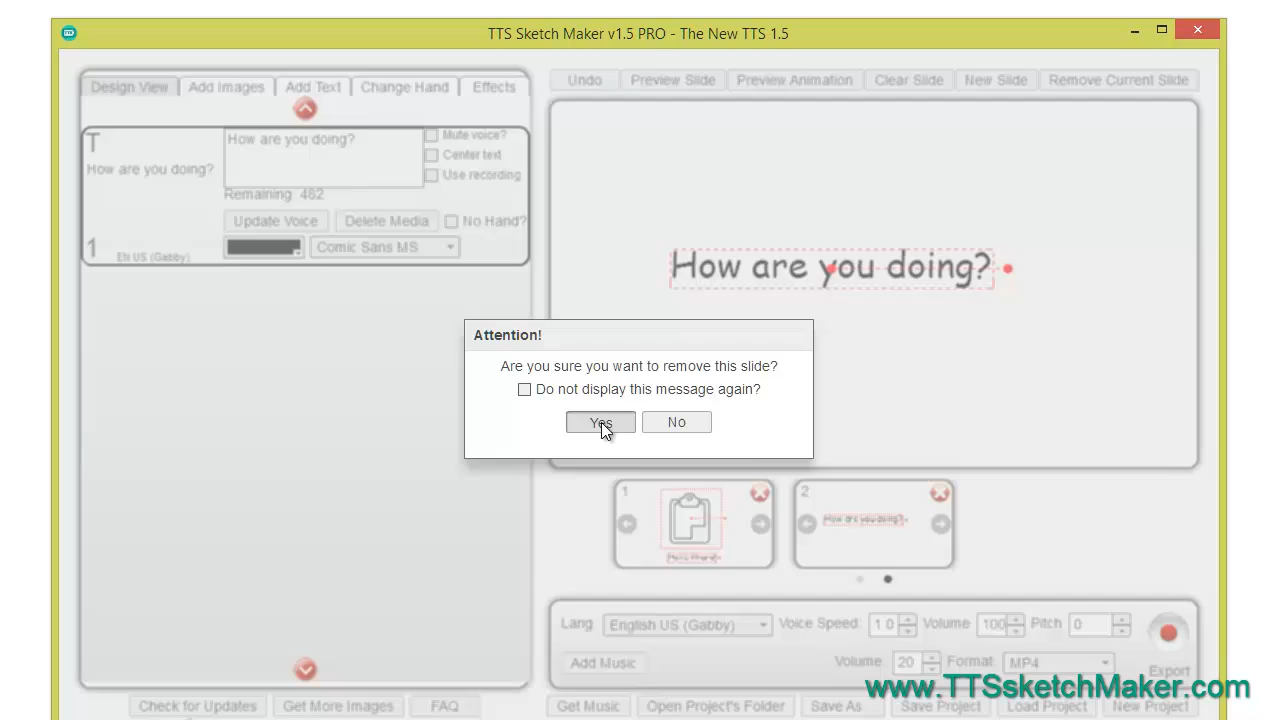 TTS Sketch Maker v1.5 PRO - The New TTS 1.5
Design View Add Images Add Text Change Hand Effects
Undo Preview Slide Preview Animation Clear Slide New Slide Remove Current Slide
T
How are you doing?
How are you doing?
Mute voice?
Center text
Use recording
Remaining 482
Update Voice Delete Media No Hand?
1 EN US (Gabby) Comic Sans MS
How are you doing?
Attention!
Are you sure you want to remove this slide?
Do not display this message again?
Yes No
1 2
How are you doing?
Lang English US (Gabby) Voice Speed: 1.0 Volume 100 Pitch 0
Add Music Volume: 20 Format: MP4 Export
www.TTSsketchMaker.com
Check for Updates Get More Images FAQ Get Music Open Project's Folder Save As Save Project Load Project New Project